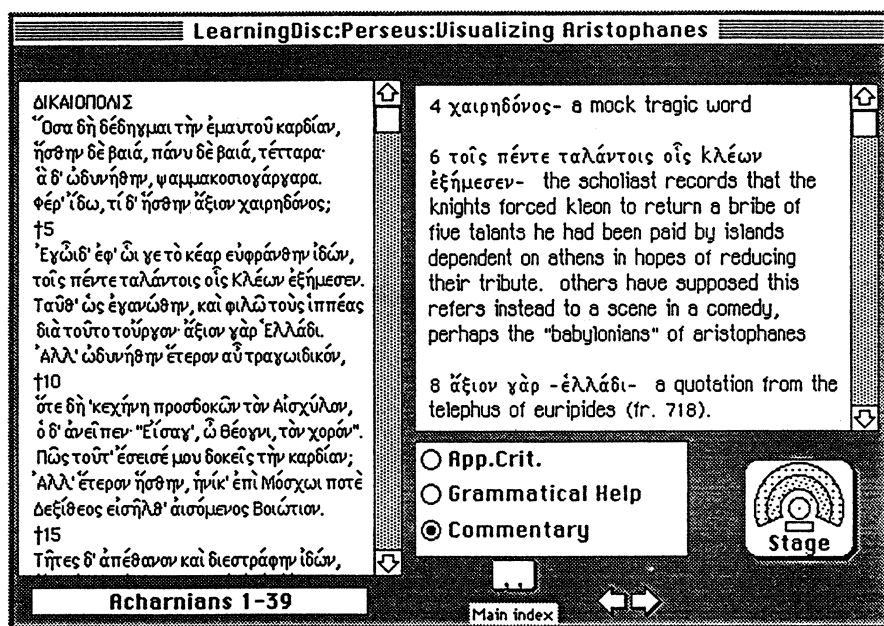 LearningDisc:Perseus:Visualizing Aristophanes
ΔΙΚΑΙΟΠΟΛΙΣ
Ὅσα δὴ δέδηγμαι τὴν ἐμαυτοῦ καρδίαν,
ἥσθην δὲ βαιά, πάνυ δὲ βαιά, τέτταρα·
ἃ δ' ὠδυνήθην, ψαμμακοσιογάργαρα.
Φέρ' ἴδω, τί δ' ἥσθην ἄξιον χαιρηδόνος;
†5
Ἐγὦιδ' ἐφ' ὧι γε τὸ κέαρ εὐφράνθην ἰδών,
τοῖς πέντε ταλάντοις οἷς Κλέων ἐξήμεσεν.
Ταῦθ' ὡς ἐγανώθην, καὶ φιλῶ τοὺς ἱππέας
διὰ τοῦτο τοὔργον· ἄξιον γὰρ Ἑλλάδι.
Ἀλλ' ὠδυνήθην ἕτερον αὖ τραγωιδικόν,
†10
ὅτε δὴ 'κεχήνη προσδοκῶν τὸν Αἰσχύλον,
ὁ δ' ἀνεῖπεν· "Εἴσαγ', ὦ Θέογνι, τὸν χορόν".
Πῶς τοῦτ' ἔσεισέ μου δοκεῖς τὴν καρδίαν;
Ἀλλ' ἕτερον ἥσθην, ἡνίκ' ἐπὶ Μόσχωι ποτὲ
Δεξίθεος εἰσῆλθ' ἀισόμενος Βοιώτιον.
†15
Τῆτες δ' ἀπέθανον καὶ διεστράφην ἰδών,
Acharnians 1-39
4 χαιρηδόνος- a mock tragic word
6 τοῖς πέντε ταλάντοις οἷς κλέων
ἐξήμεσεν- the scholiast records that the
knights forced kleon to return a bribe of
five talants he had been paid by islands
dependent on athens in hopes of reducing
their tribute. others have supposed this
refers instead to a scene in a comedy,
perhaps the "babylonians" of aristophanes
8 ἄξιον γὰρ -ἑλλάδι- a quotation from the
telephus of euripides (fr. 718).
App.Crit.
Grammatical Help
Commentary
Stage
Main index